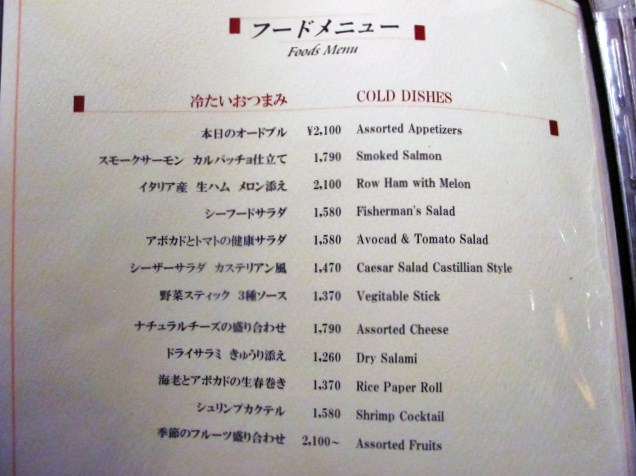 フードメニュー
Foods Menu
冷たいおつまみ COLD DISHES
本日のオードブル ¥2,100 Assorted Appetizers
スモークサーモン カルパッチョ仕立て 1,790 Smoked Salmon
イタリア産 生ハム メロン添え 2,100 Row Ham with Melon
シーフードサラダ 1,580 Fisherman's Salad
アボカドとトマトの健康サラダ 1,580 Avocad & Tomato Salad
シーザーサラダ カステリアン風 1,470 Caesar Salad Castillian Style
野菜スティック 3種ソース 1,370 Vegitable Stick
ナチュラルチーズの盛り合わせ 1,790 Assorted Cheese
ドライサラミ きゅうり添え 1,260 Dry Salami
海老とアボカドの生春巻き 1,370 Rice Paper Roll
シュリンプカクテル 1,580 Shrimp Cocktail
季節のフルーツ盛り合わせ 2,100~ Assorted Fruits